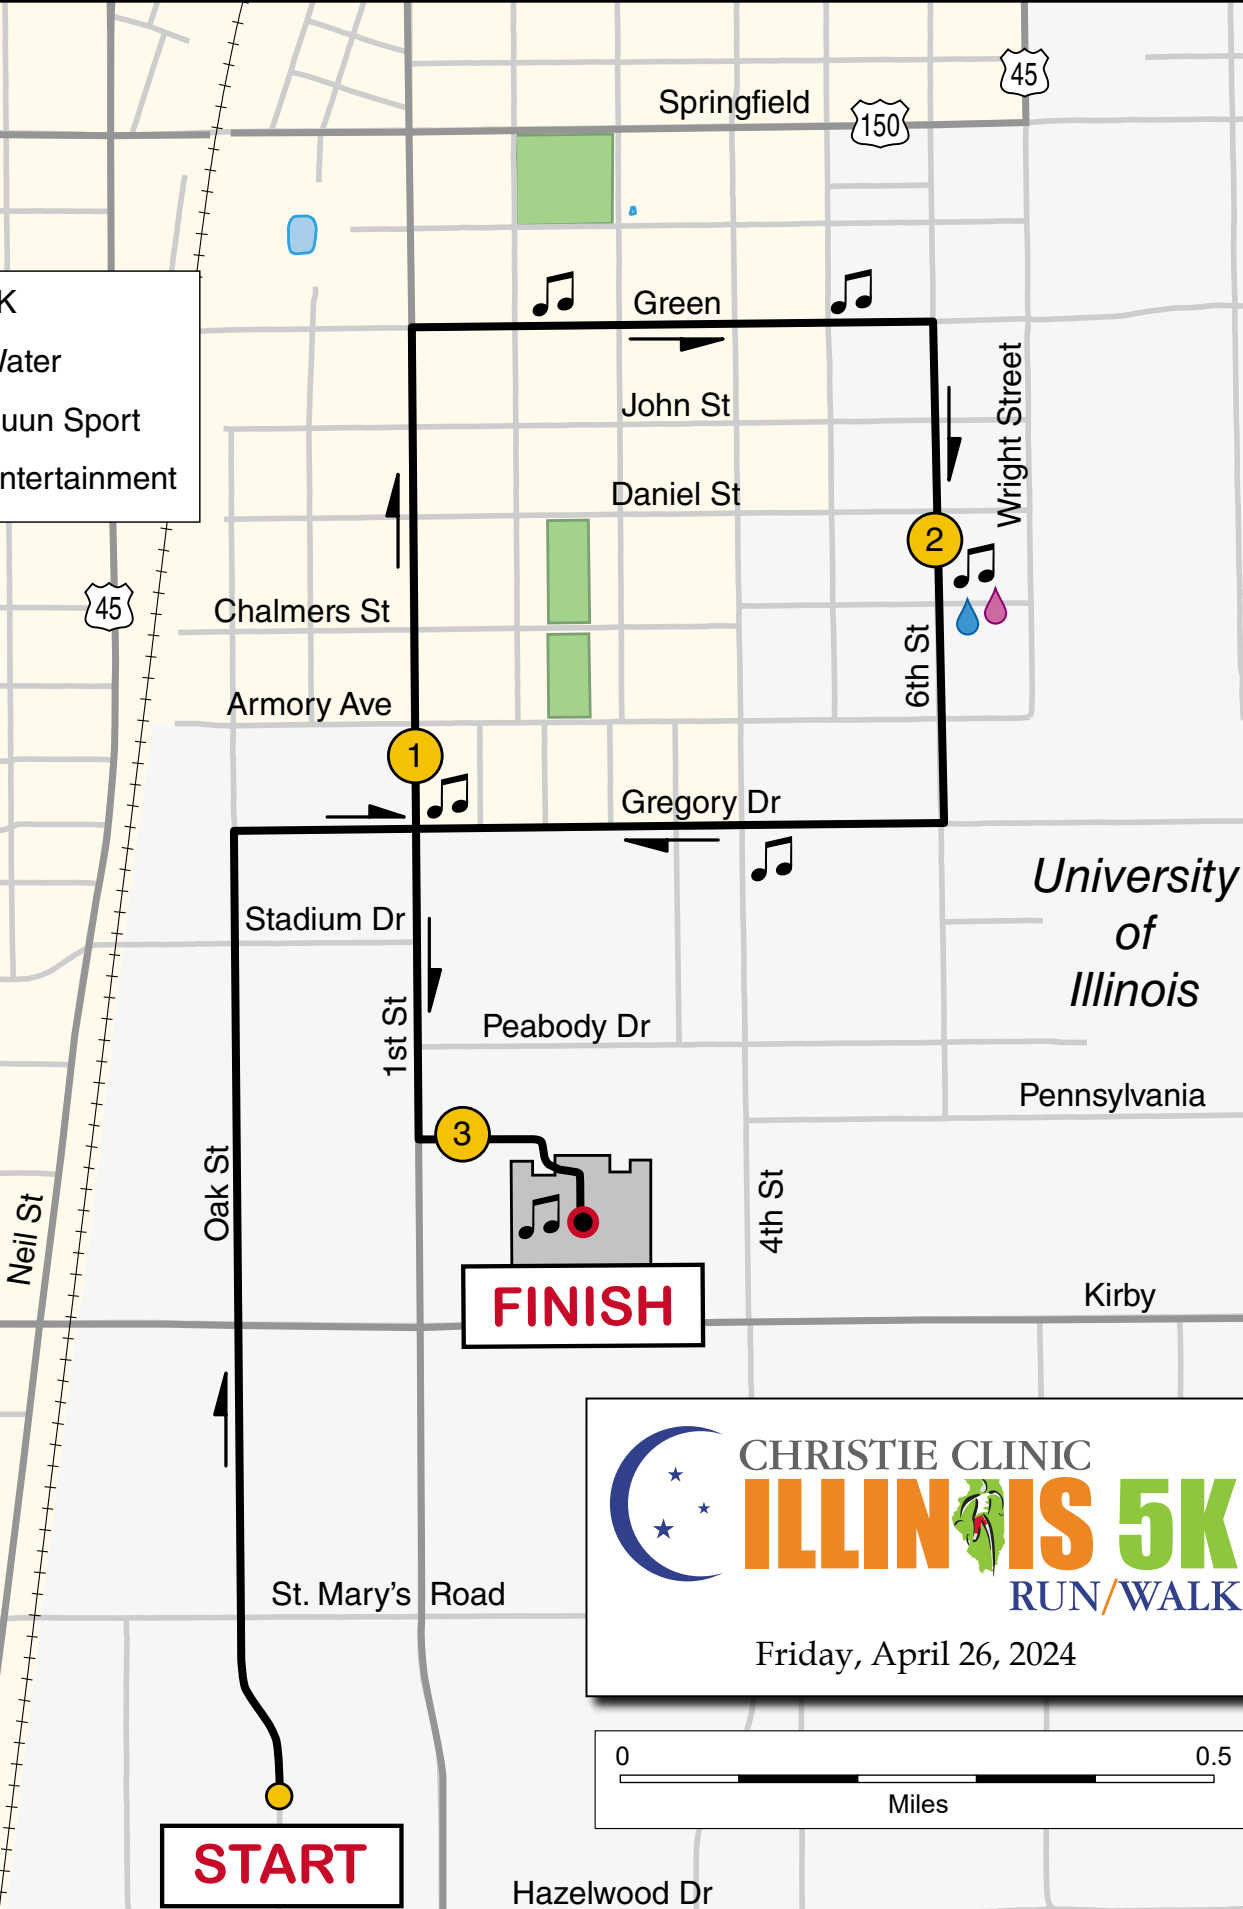 45
Springfield
150
K
Water
uun Sport
ntertainment
Green
John St
Wright Street
Daniel St
2
45
Chalmers St
6th St
Armory Ave
1
Gregory Dr
University
of
Illinois
Stadium Dr
1st St
Peabody Dr
Pennsylvania
3
Oak St
4th St
Neil St
Kirby
FINISH
CHRISTIE CLINIC
ILLINOIS 5K
RUN/WALK
Friday, April 26, 2024
St. Mary's Road
0 0.5
Miles
START
Hazelwood Dr